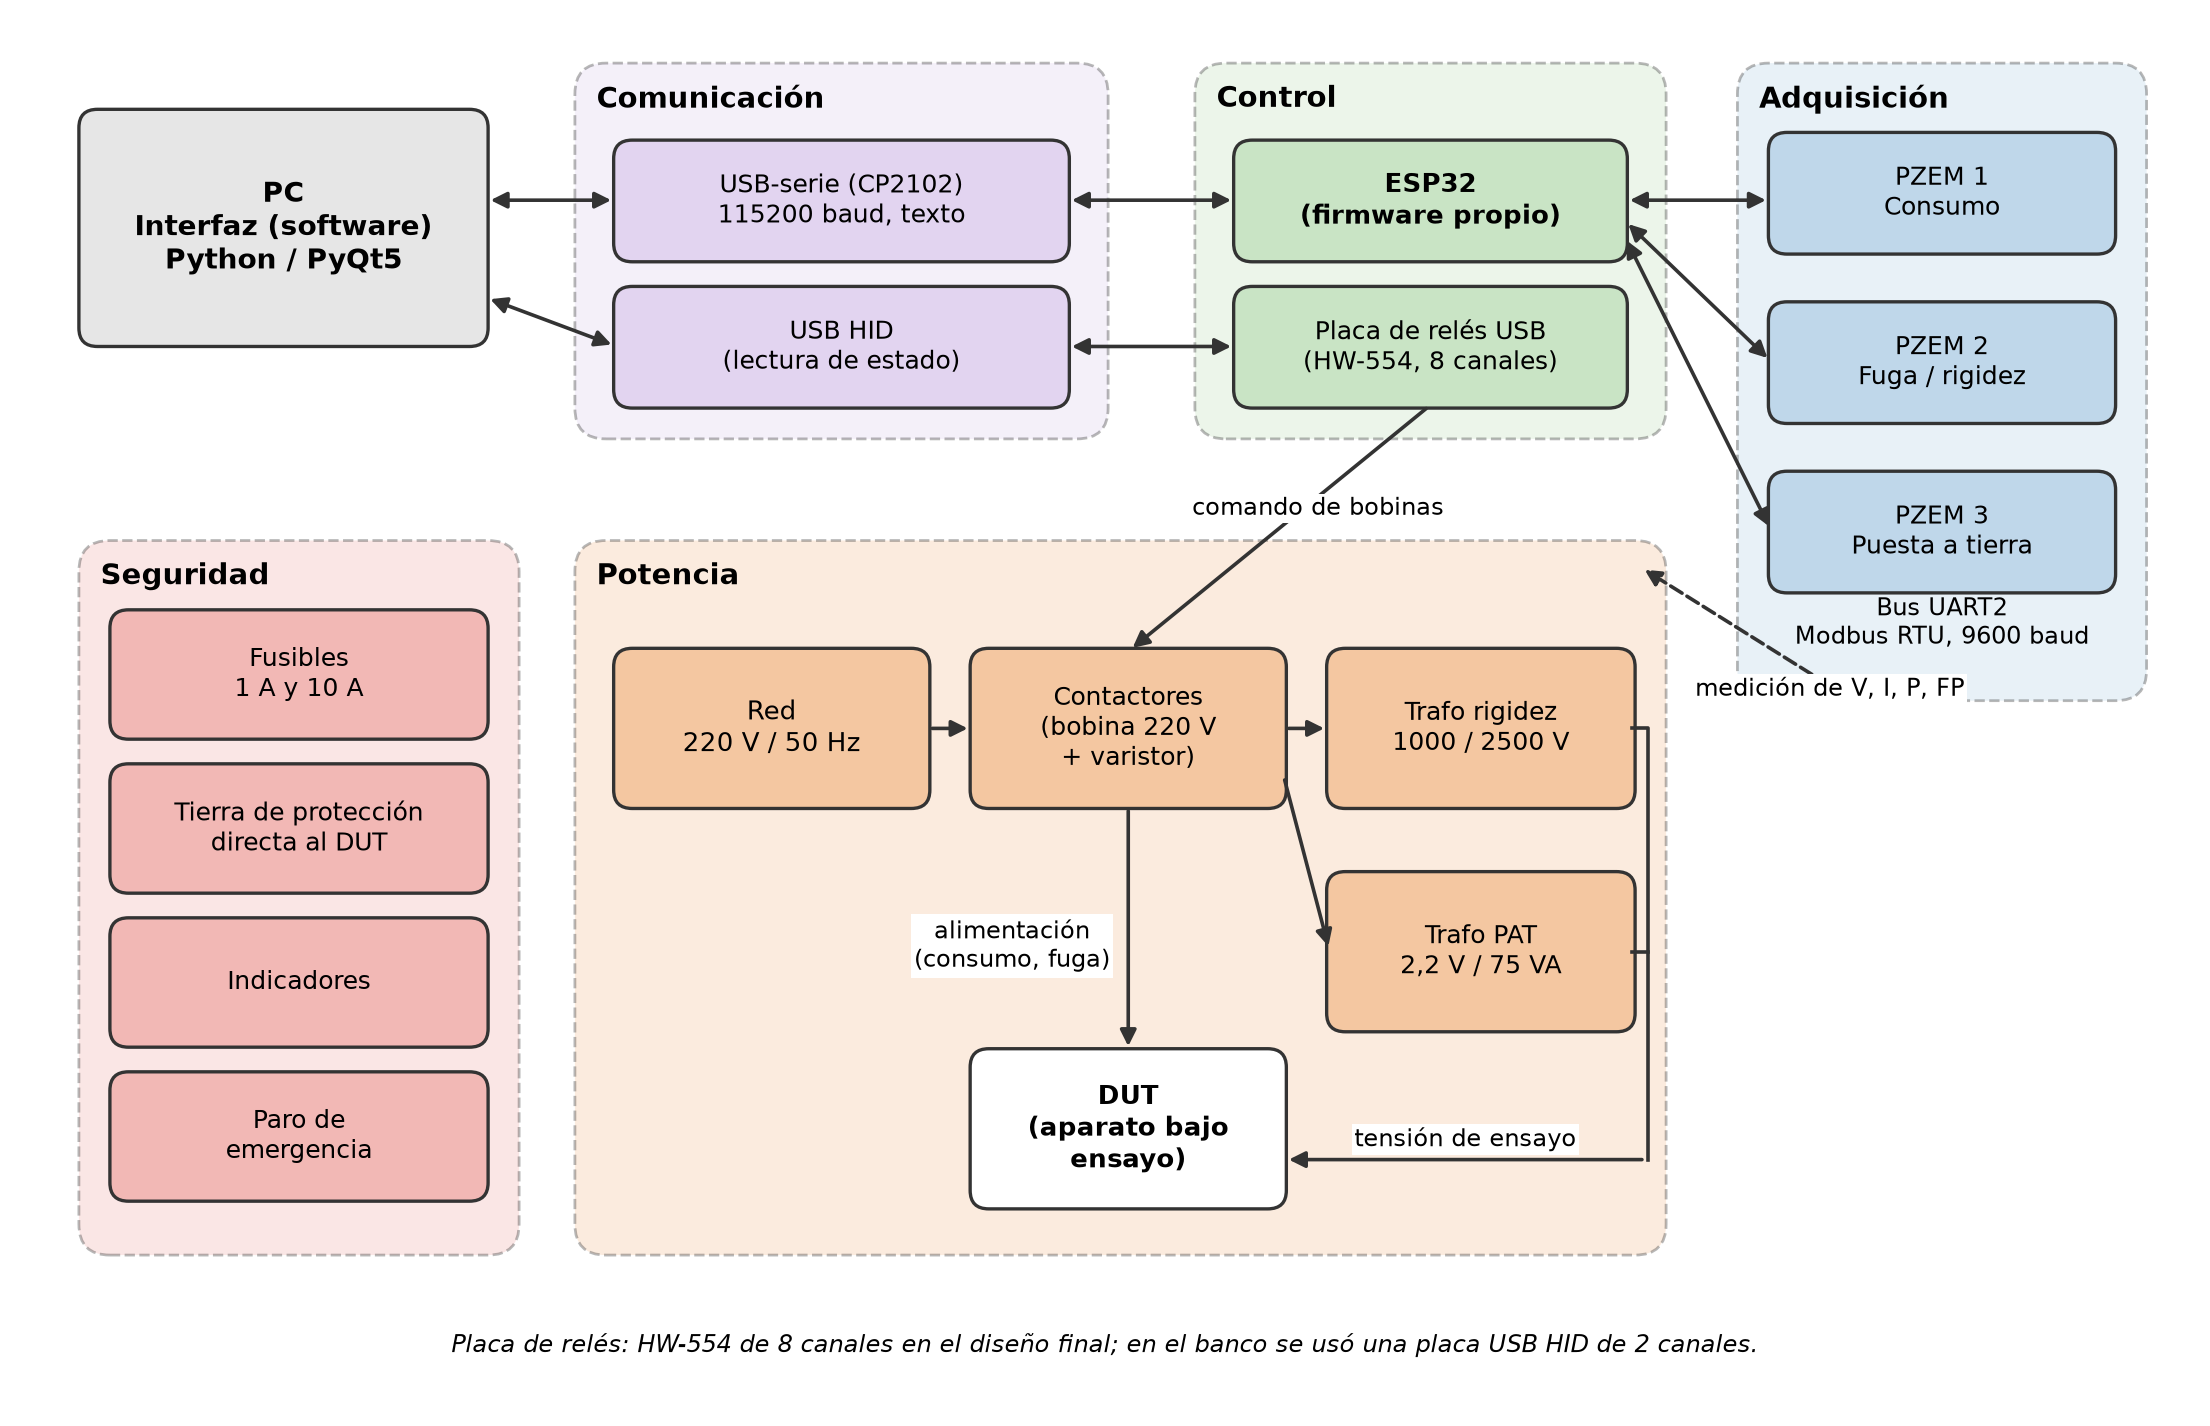 PC
Interfaz (software)
Python / PyQt5
Comunicación
USB-serie (CP2102)
115200 baud, texto
USB HID
(lectura de estado)
Control
ESP32
(firmware propio)
Placa de relés USB
(HW-554, 8 canales)
Adquisición
PZEM 1
Consumo
PZEM 2
Fuga / rigidez
PZEM 3
Puesta a tierra
Bus UART2
Modbus RTU, 9600 baud
medición de V, I, P, FP
comando de bobinas
Seguridad
Fusibles
1 A y 10 A
Tierra de protección
directa al DUT
Indicadores
Paro de
emergencia
Potencia
Red
220 V / 50 Hz
Contactores
(bobina 220 V
+ varistor)
Trafo rigidez
1000 / 2500 V
Trafo PAT
2,2 V / 75 VA
alimentación
(consumo, fuga)
DUT
(aparato bajo
ensayo)
tensión de ensayo
Placa de relés: HW-554 de 8 canales en el diseño final; en el banco se usó una placa USB HID de 2 canales.